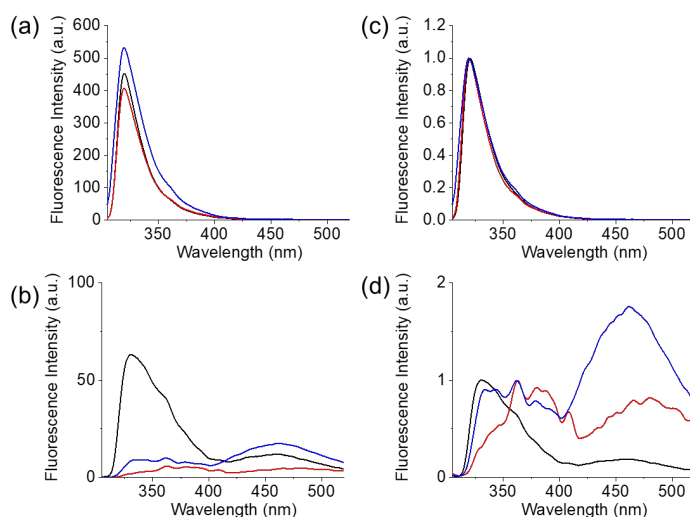 (a)
600
500
400
300
200
100
0
350 400 450 500
Fluorescence Intensity (a.u.)
Wavelength (nm)
(c)
1.2
1.0
0.8
0.6
0.4
0.2
0.0
350 400 450 500
Fluorescence Intensity (a.u.)
Wavelength (nm)
(b)
100
50
0
350 400 450 500
Fluorescence Intensity (a.u.)
Wavelength (nm)
(d)
2
1
0
350 400 450 500
Fluorescence Intensity (a.u.)
Wavelength (nm)